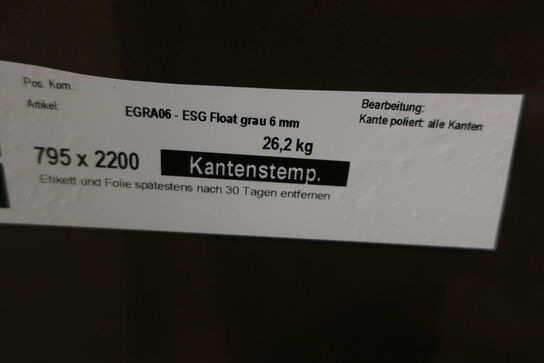 Pos. Kom.:
Artikel: EGRA06 - ESG Float grau 6 mm
Bearbeitung:
Kante poliert: alle Kanten
26,2 kg
795 x 2200 Kantenstemp.
Etikett und Folie spätestens nach 30 Tagen entfernen